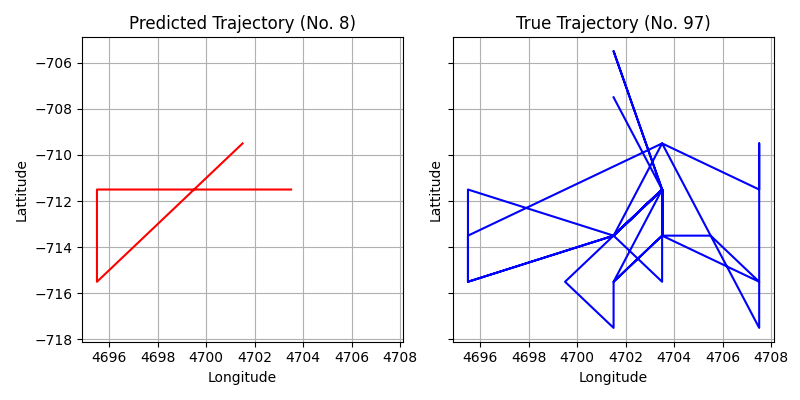 Predicted Trajectory (No. 8)
True Trajectory (No. 97)
−706
−708
−710
−712
−714
−716
−718
Lattitude
Lattitude
4696 4698 4700 4702 4704 4706 4708
4696 4698 4700 4702 4704 4706 4708
Longitude
Longitude